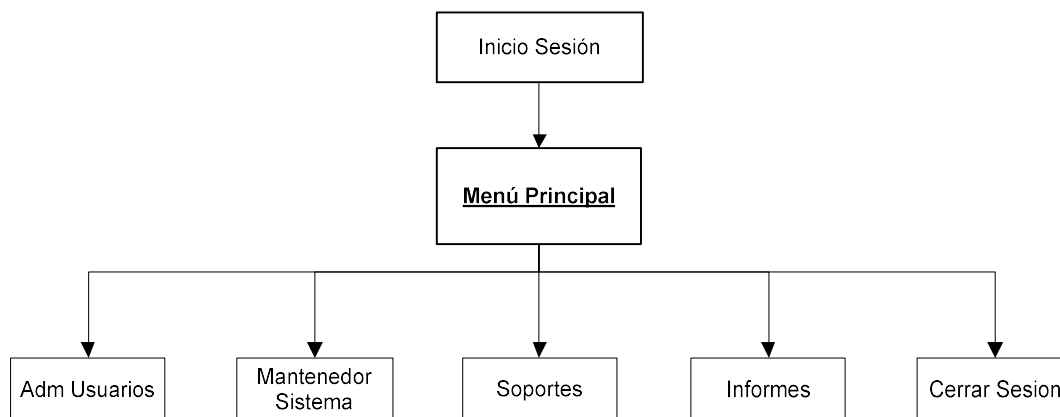 Inicio Sesión
Menú Principal
Adm Usuarios
Mantenedor
Sistema
Soportes
Informes
Cerrar Sesion